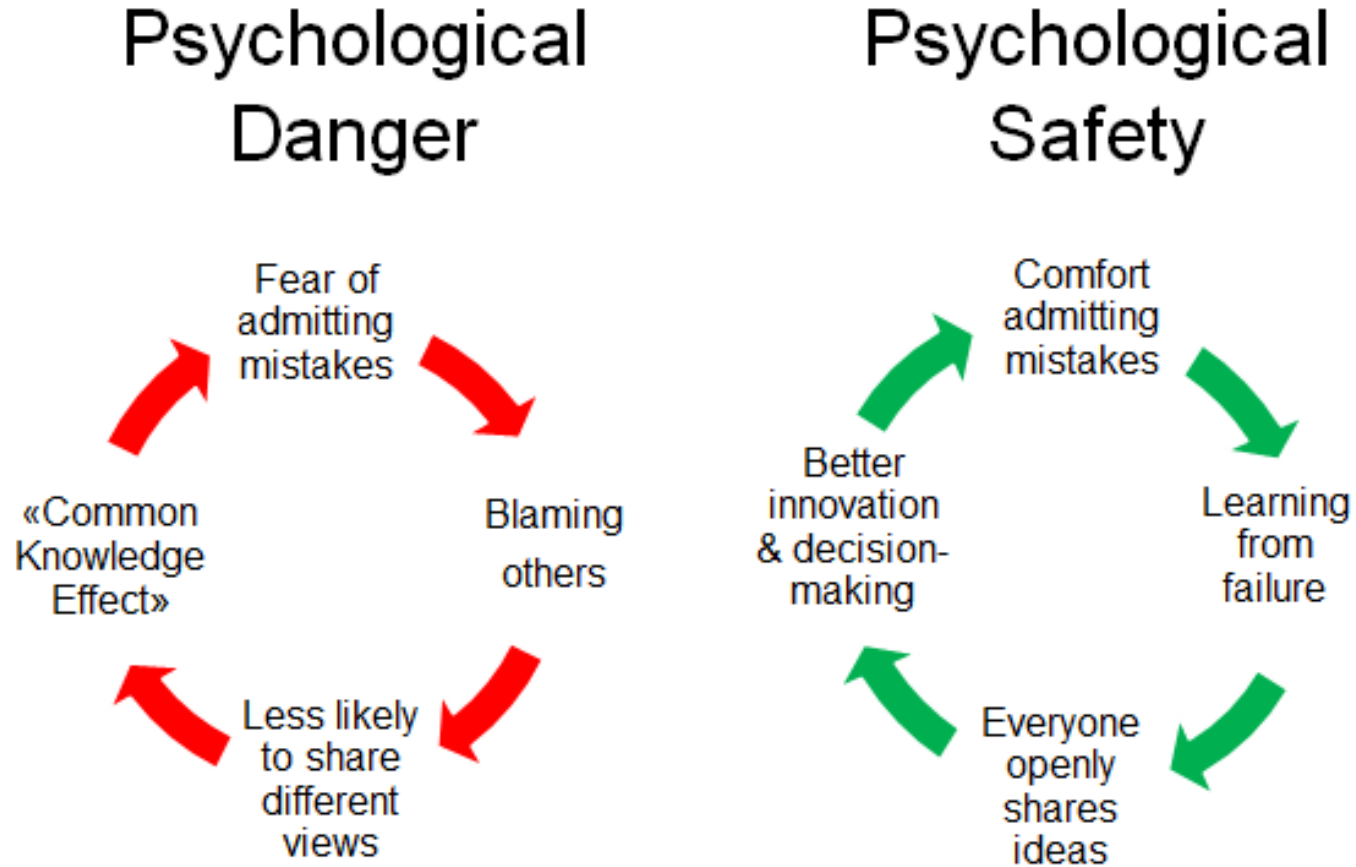 Psychological
Danger
Fear of
admitting
mistakes
Blaming
others
Less likely
to share
different
views
«Common
Knowledge
Effect»
Psychological
Safety
Comfort
admitting
mistakes
Learning
from
failure
Everyone
openly
shares
ideas
Better
innovation
& decision-
making